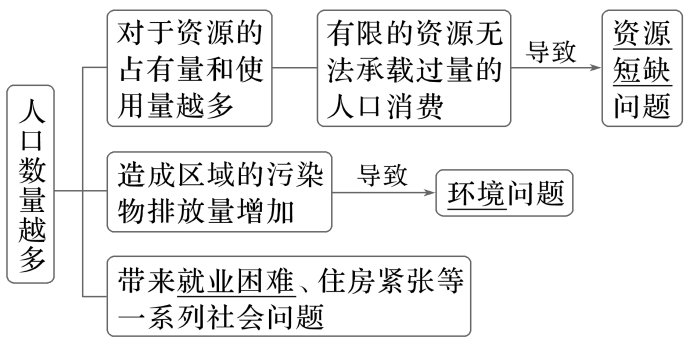 人口数量越多
对于资源的
占有量和使
用量越多
有限的资源无
法承载过量的
人口消费
导致
资源
短缺
问题
造成区域的污染
物排放量增加
导致
环境问题
带来就业困难、住房紧张等
一系列社会问题